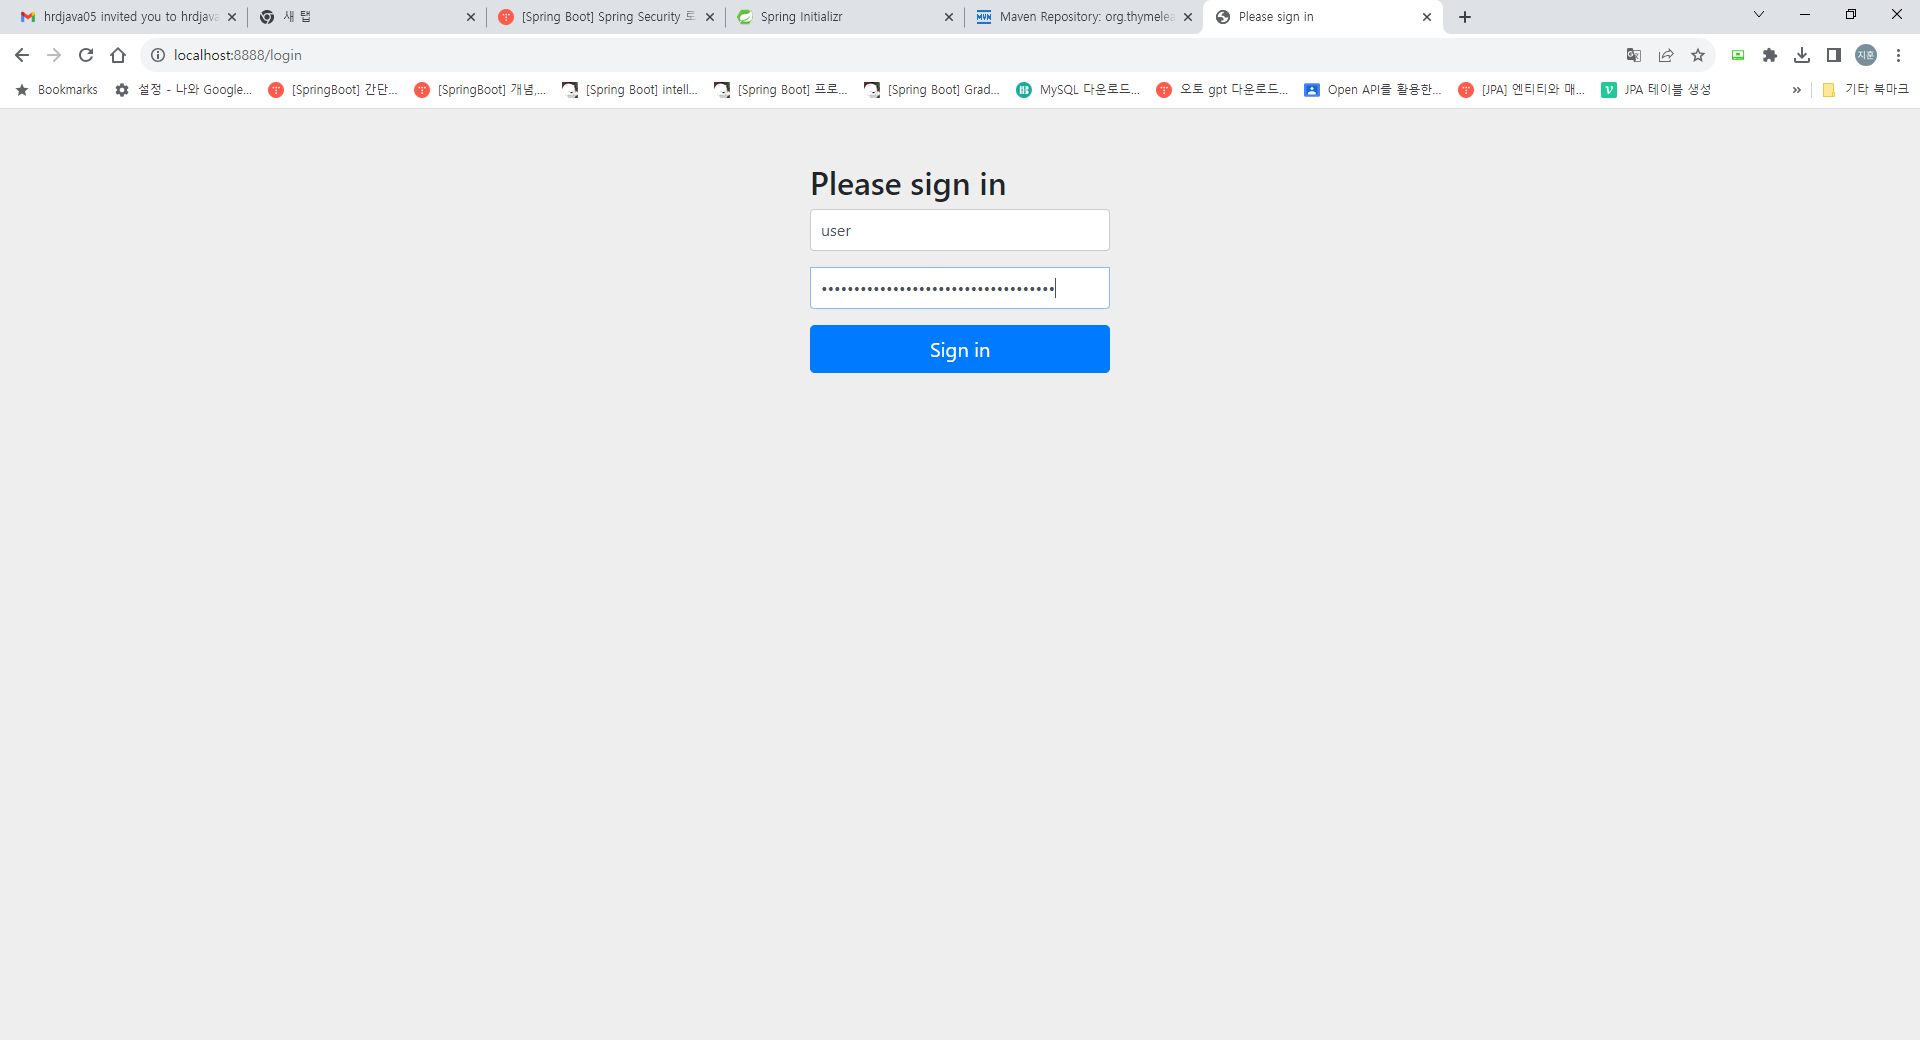 hrdjava05 invited you to hrdjava
새 탭
[Spring Boot] Spring Security 로
Spring Initializr
Maven Repository: org.thymelea
Please sign in
localhost:8888/login
지훈
Bookmarks
설정 - 나와 Google...
[SpringBoot] 간단...
[SpringBoot] 개념,...
[Spring Boot] intell...
[Spring Boot] 프로...
[Spring Boot] Grad...
MySQL 다운로드...
오토 gpt 다운로드...
Open API를 활용한...
[JPA] 엔티티와 매...
JPA 테이블 생성
»
기타 북마크
Please sign in
user
••••••••••••••••••••••••••••••••••••
Sign in